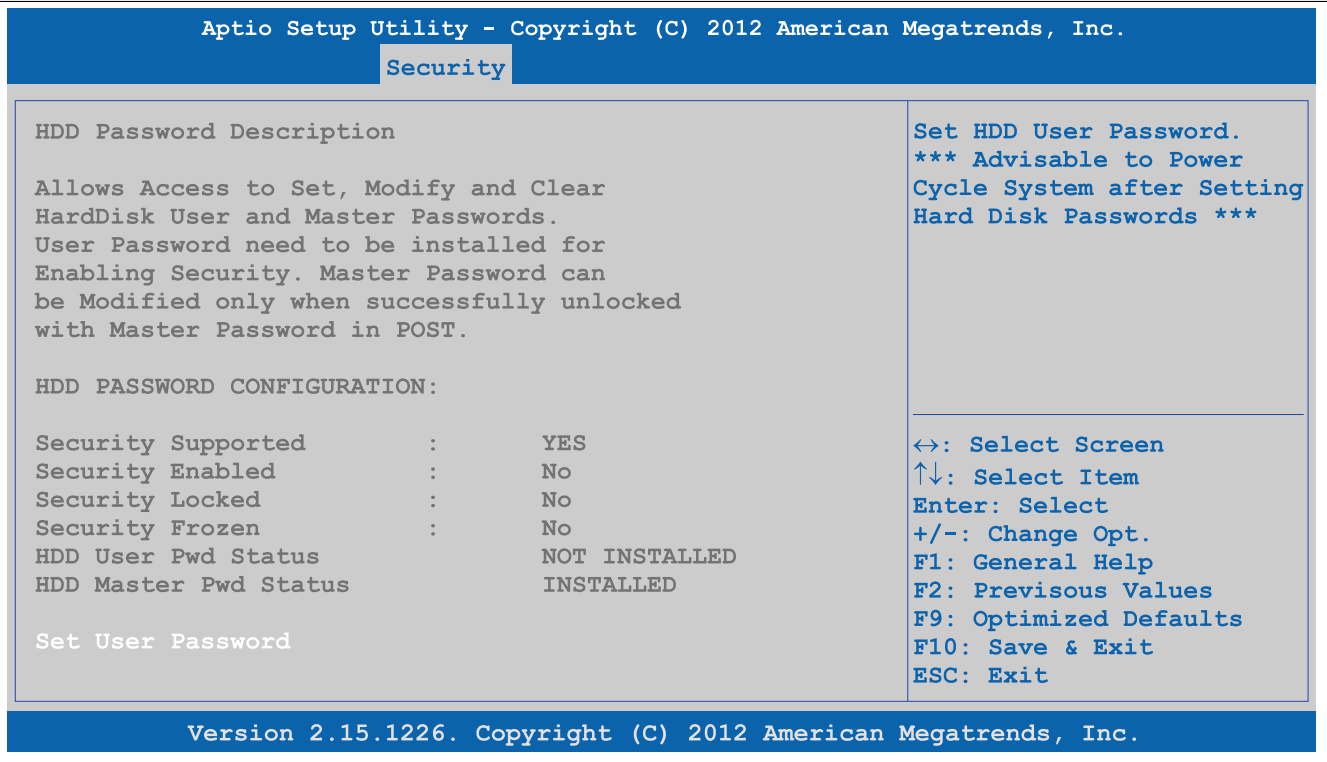 Aptio Setup Utility - Copyright (C) 2012 American Megatrends, Inc.
Security
HDD Password Description
Allows Access to Set, Modify and Clear
HardDisk User and Master Passwords.
User Password need to be installed for
Enabling Security. Master Password can
be Modified only when successfully unlocked
with Master Password in POST.
HDD PASSWORD CONFIGURATION:
Security Supported : YES
Security Enabled : No
Security Locked : No
Security Frozen : No
HDD User Pwd Status NOT INSTALLED
HDD Master Pwd Status INSTALLED
Set User Password
Set HDD User Password.
*** Advisable to Power
Cycle System after Setting
Hard Disk Passwords ***
↔: Select Screen
↑↓: Select Item
Enter: Select
+/-: Change Opt.
F1: General Help
F2: Previsous Values
F9: Optimized Defaults
F10: Save & Exit
ESC: Exit
Version 2.15.1226. Copyright (C) 2012 American Megatrends, Inc.